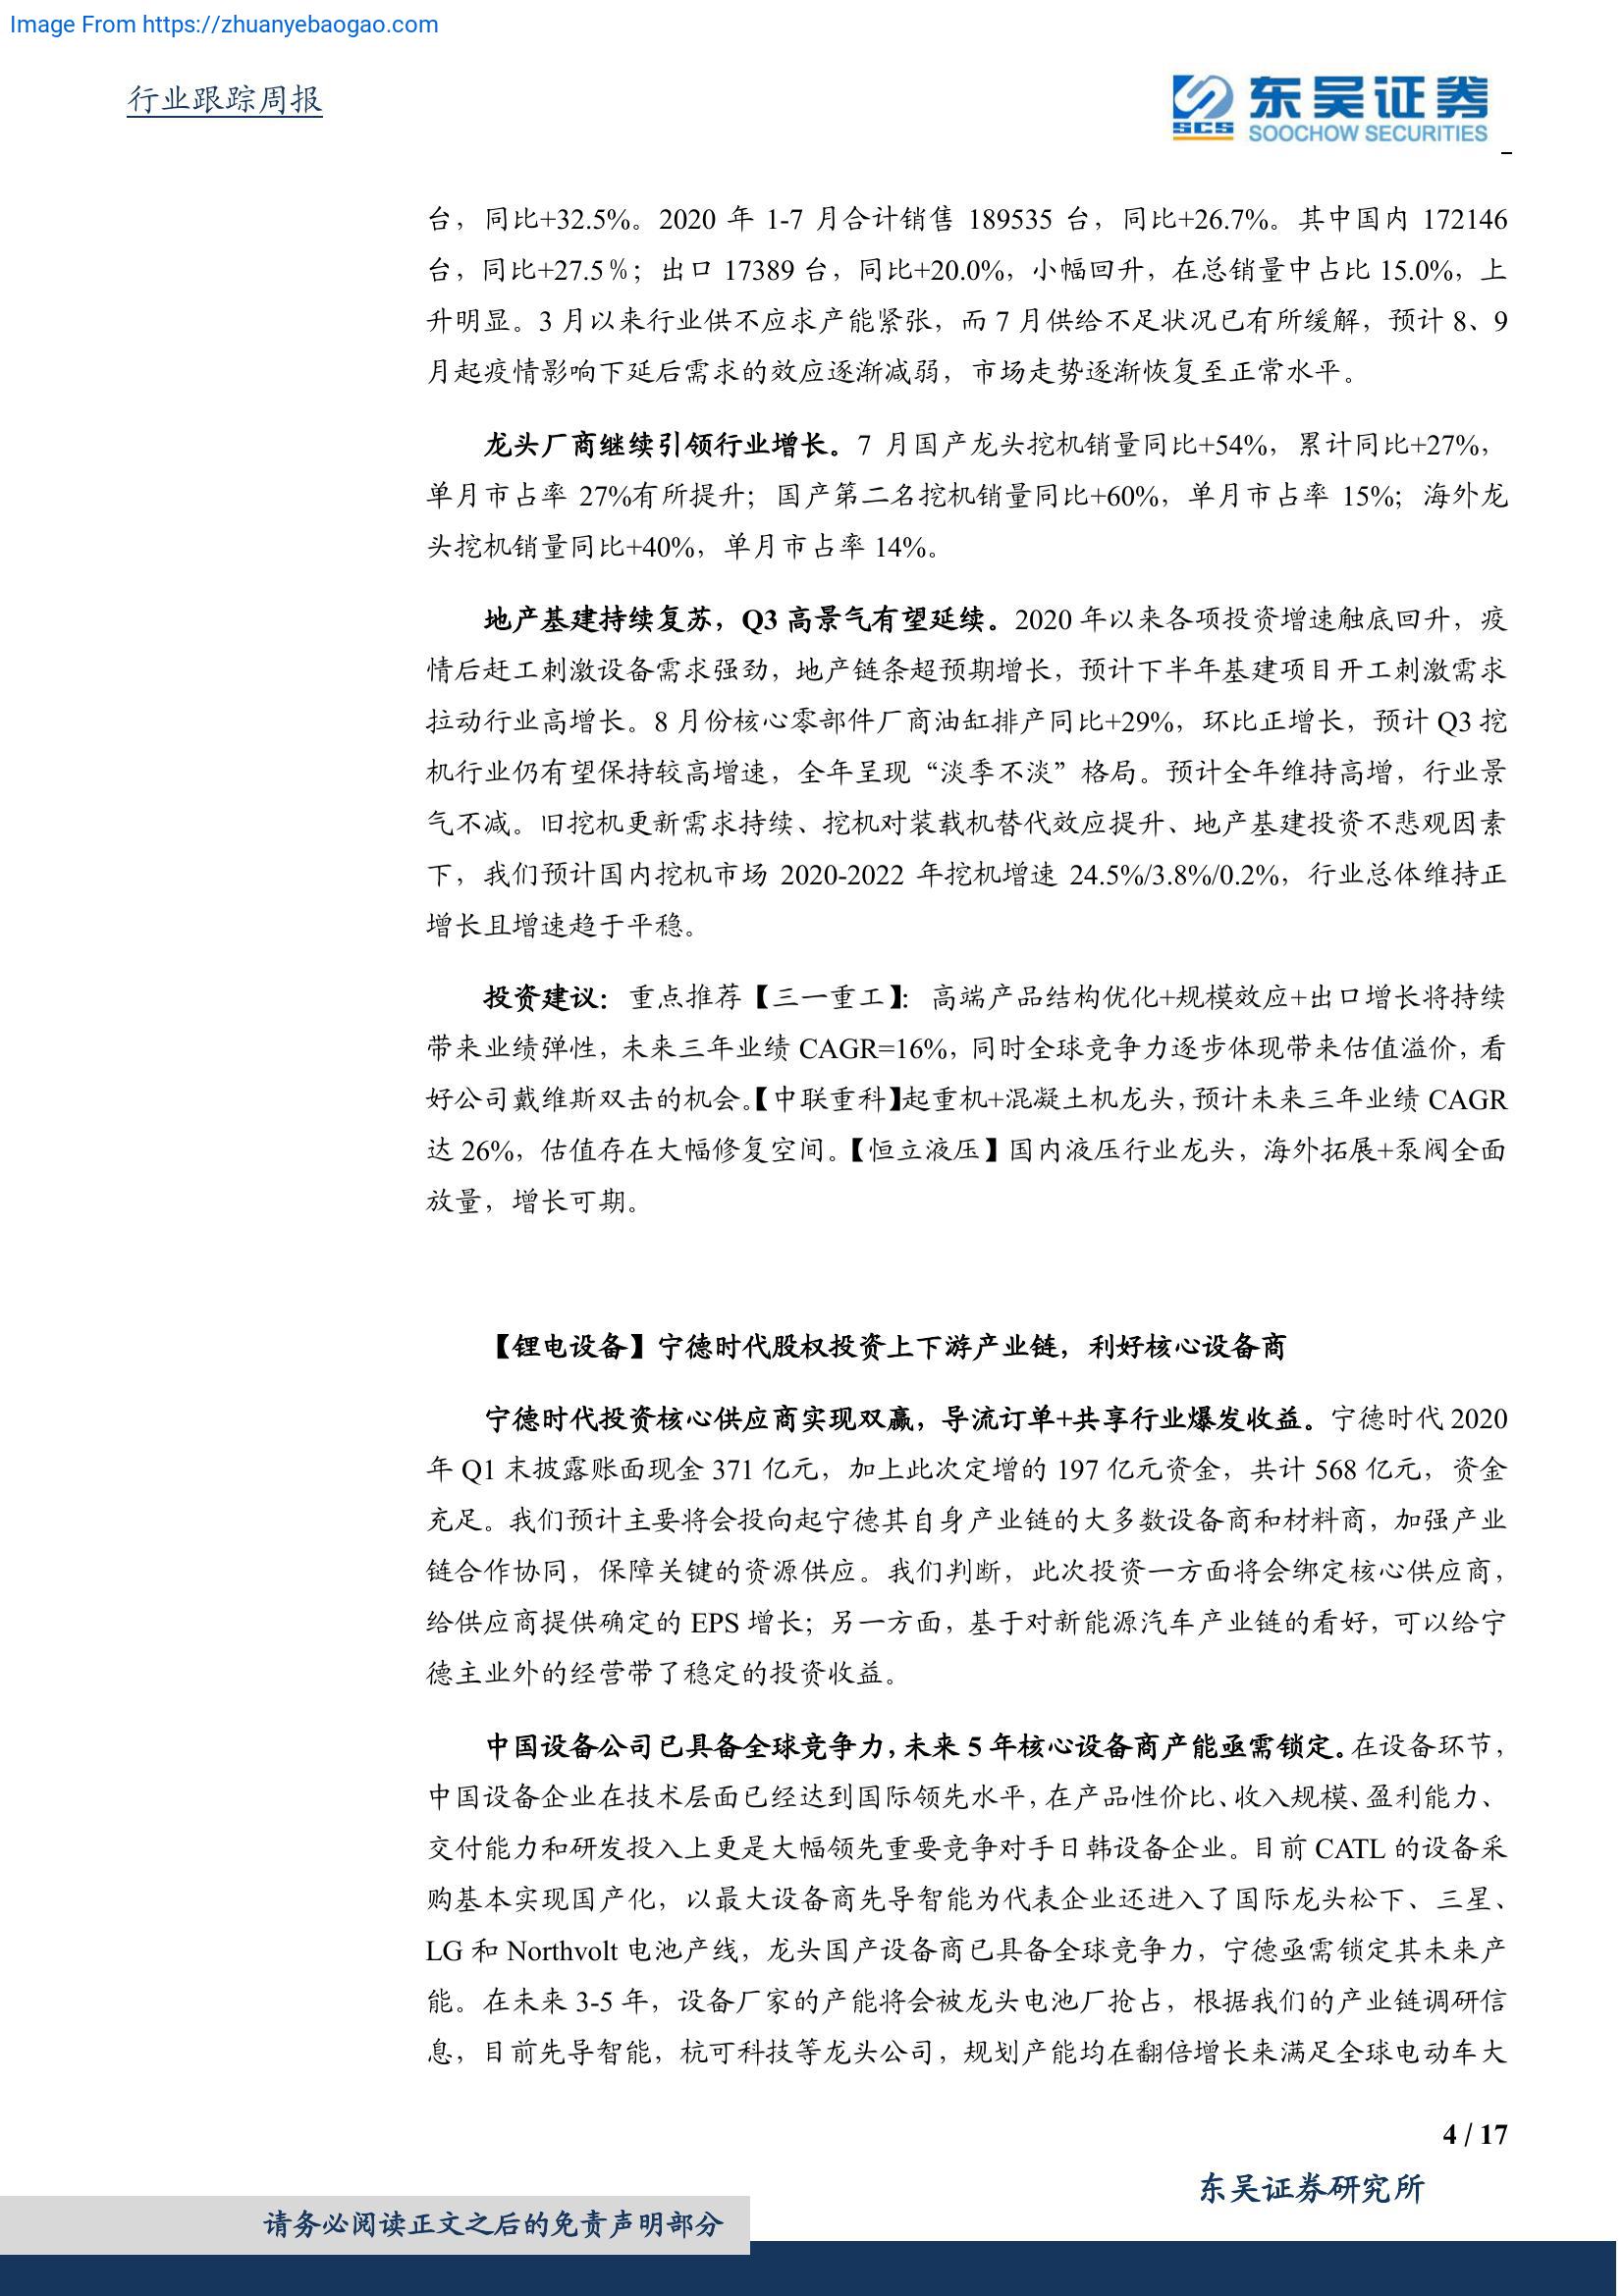 Image From https://zhuanyebaogao.com
行业跟踪周报
SCS
东吴证券
SOOCHOW SECURITIES
台，同比+32.5%。2020 年 1-7 月合计销售 189535 台，同比+26.7%。其中国内 172146
台，同比+27.5％；出口 17389 台，同比+20.0%，小幅回升，在总销量中占比 15.0%，上
升明显。3 月以来行业供不应求产能紧张，而 7 月供给不足状况已有所缓解，预计 8、9
月起疫情影响下延后需求的效应逐渐减弱，市场走势逐渐恢复至正常水平。
龙头厂商继续引领行业增长。7 月国产龙头挖机销量同比+54%，累计同比+27%，
单月市占率 27%有所提升；国产第二名挖机销量同比+60%，单月市占率 15%；海外龙
头挖机销量同比+40%，单月市占率 14%。
地产基建持续复苏，Q3 高景气有望延续。2020 年以来各项投资增速触底回升，疫
情后赶工刺激设备需求强劲，地产链条超预期增长，预计下半年基建项目开工刺激需求
拉动行业高增长。8 月份核心零部件厂商油缸排产同比+29%，环比正增长，预计 Q3 挖
机行业仍有望保持较高增速，全年呈现“淡季不淡”格局。预计全年维持高增，行业景
气不减。旧挖机更新需求持续、挖机对装载机替代效应提升、地产基建投资不悲观因素
下，我们预计国内挖机市场 2020-2022 年挖机增速 24.5%/3.8%/0.2%，行业总体维持正
增长且增速趋于平稳。
投资建议：重点推荐【三一重工】：高端产品结构优化+规模效应+出口增长将持续
带来业绩弹性，未来三年业绩 CAGR=16%，同时全球竞争力逐步体现带来估值溢价，看
好公司戴维斯双击的机会。【中联重科】起重机+混凝土机龙头，预计未来三年业绩 CAGR
达 26%，估值存在大幅修复空间。【恒立液压】国内液压行业龙头，海外拓展+泵阀全面
放量，增长可期。
【锂电设备】宁德时代股权投资上下游产业链，利好核心设备商
宁德时代投资核心供应商实现双赢，导流订单+共享行业爆发收益。宁德时代 2020
年 Q1 末披露账面现金 371 亿元，加上此次定增的 197 亿元资金，共计 568 亿元，资金
充足。我们预计主要将会投向起宁德其自身产业链的大多数设备商和材料商，加强产业
链合作协同，保障关键的资源供应。我们判断，此次投资一方面将会绑定核心供应商，
给供应商提供确定的 EPS 增长；另一方面，基于对新能源汽车产业链的看好，可以给宁
德主业外的经营带了稳定的投资收益。
中国设备公司已具备全球竞争力，未来 5 年核心设备商产能亟需锁定。在设备环节，
中国设备企业在技术层面已经达到国际领先水平，在产品性价比、收入规模、盈利能力、
交付能力和研发投入上更是大幅领先重要竞争对手日韩设备企业。目前 CATL 的设备采
购基本实现国产化，以最大设备商先导智能为代表企业还进入了国际龙头松下、三星、
LG 和 Northvolt 电池产线，龙头国产设备商已具备全球竞争力，宁德亟需锁定其未来产
能。在未来 3-5 年，设备厂家的产能将会被龙头电池厂抢占，根据我们的产业链调研信
息，目前先导智能，杭可科技等龙头公司，规划产能均在翻倍增长来满足全球电动车大
4 / 17
东吴证券研究所
请务必阅读正文之后的免责声明部分